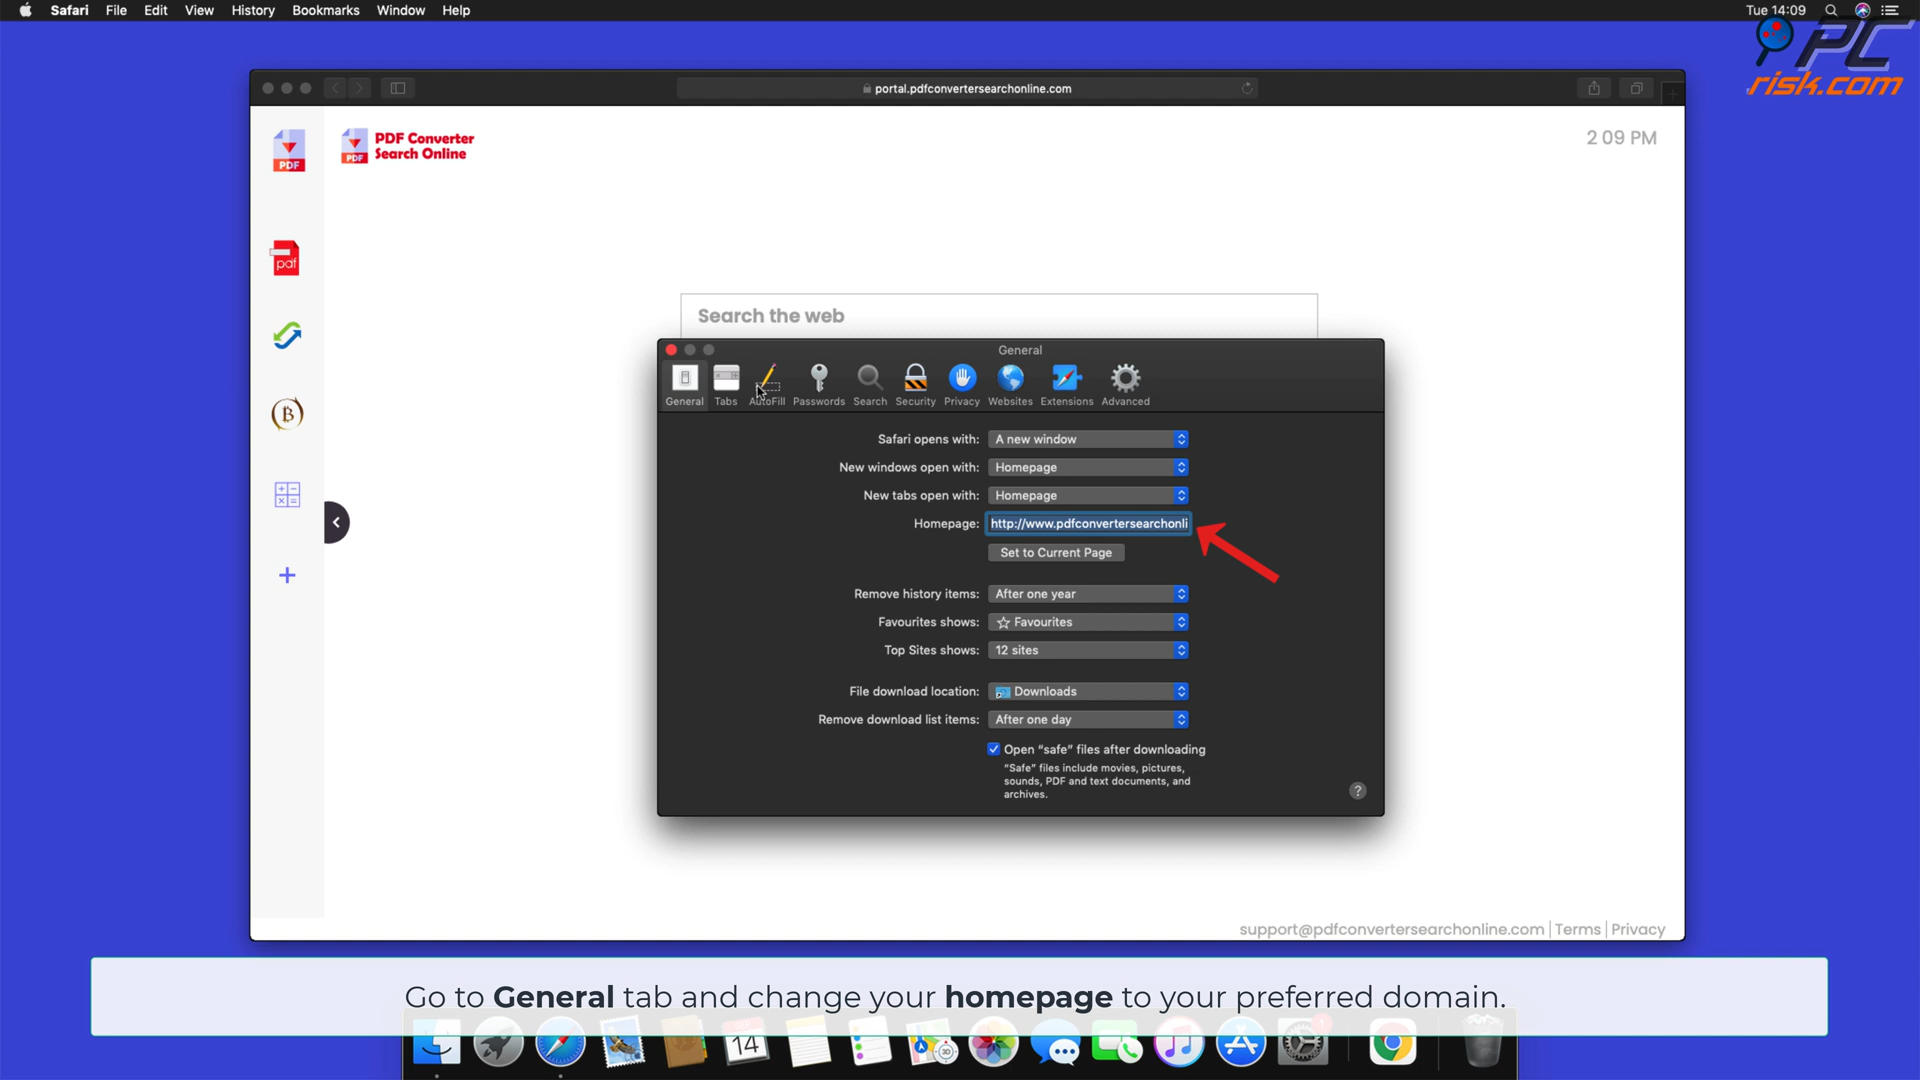 Safari File Edit View History Bookmarks Window Help
Tue 14:09
PC
risk.com
portal.pdfconvertersearchonline.com
PDF
PDF
PDF Converter
Search Online
2 09 PM
pdf
Search the web
General
General Tabs AutoFill Passwords Search Security Privacy Websites Extensions Advanced
Safari opens with: A new window
New windows open with: Homepage
New tabs open with: Homepage
Homepage: http://www.pdfconvertersearchonli
Set to Current Page
Remove history items: After one year
Favourites shows: Favourites
Top Sites shows: 12 sites
File download location: Downloads
Remove download list items: After one day
Open “safe” files after downloading
“Safe” files include movies, pictures,
sounds, PDF and text documents, and
archives.
?
support@pdfconvertersearchonline.com | Terms | Privacy
Go to General tab and change your homepage to your preferred domain.
14
3D
1